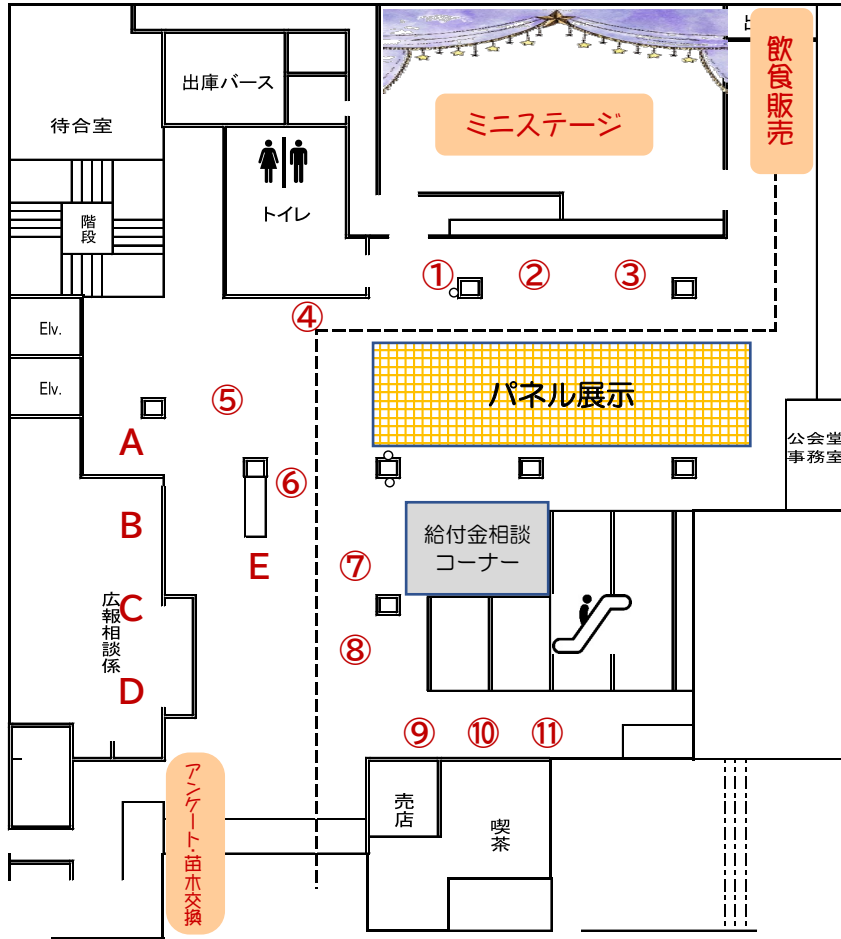 出
飲食販売
出庫バース
待合室
ミニステージ
トイレ
階段
①
②
③
④
Elv.
Elv.
パネル展示
⑤
A
公会堂
事務室
⑥
B
給付金相談
コーナー
E
⑦
C
広報相談係
⑧
D
⑨
⑩
⑪
アンケート・苗木交換
売店
喫茶